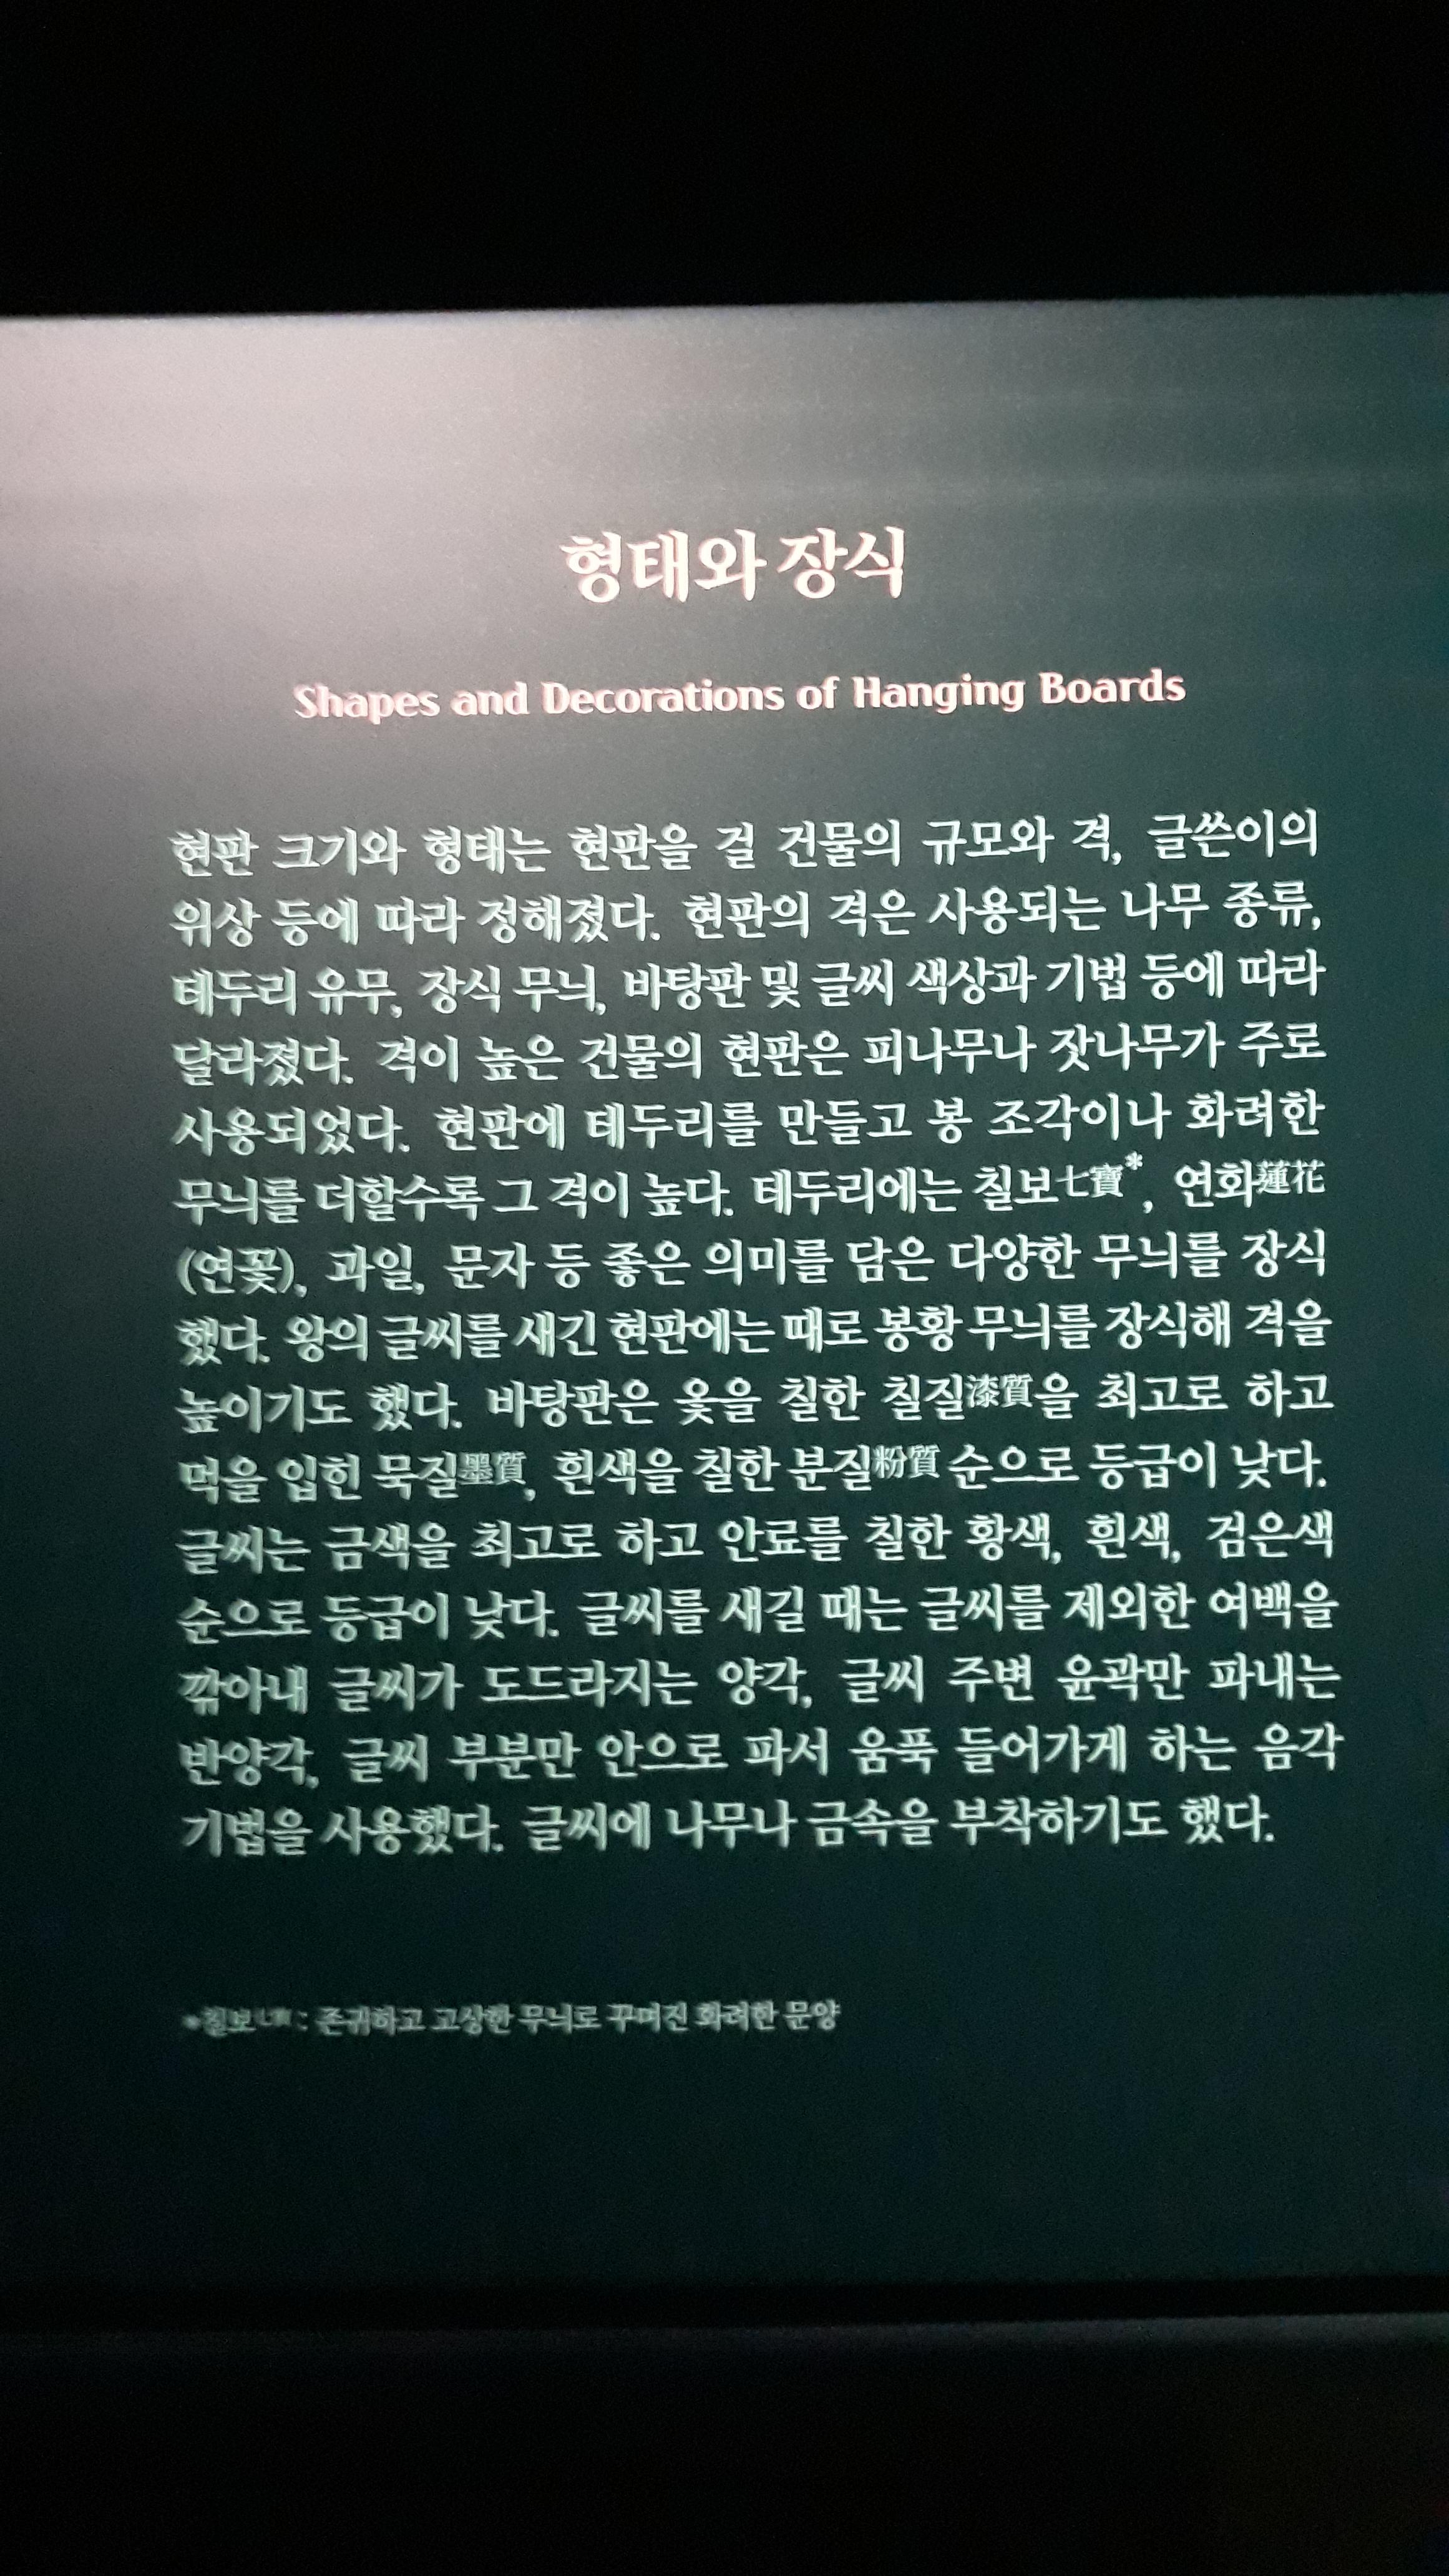 형태와 장식
Shapes and Decorations of Hanging Boards
현판 크기와 형태는 현판을 걸 건물의 규모와 격, 글쓴이의
위상 등에 따라 정해졌다. 현판의 격은 사용되는 나무 종류,
테두리 유무, 장식 무늬, 바탕판 및 글씨 색상과 기법 등에 따라
달라졌다. 격이 높은 건물의 현판은 피나무나 잣나무가 주로
사용되었다. 현판에 테두리를 만들고 봉 조각이나 화려한
무늬를 더할수록 그 격이 높다. 테두리에는 칠보七寶*, 연화蓮花
(연꽃), 과일, 문자 등 좋은 의미를 담은 다양한 무늬를 장식
했다. 왕의 글씨를 새긴 현판에는 때로 봉황 무늬를 장식해 격을
높이기도 했다. 바탕판은 옻을 칠한 칠질漆質을 최고로 하고
먹을 입힌 묵질墨質, 흰색을 칠한 분질粉質 순으로 등급이 낮다.
글씨는 금색을 최고로 하고 안료를 칠한 황색, 흰색, 검은색
순으로 등급이 낮다. 글씨를 새길 때는 글씨를 제외한 여백을
깎아내 글씨가 도드라지는 양각, 글씨 주변 윤곽만 파내는
반양각, 글씨 부분만 안으로 파서 움푹 들어가게 하는 음각
기법을 사용했다. 글씨에 나무나 금속을 부착하기도 했다.
*칠보七寶 : 존귀하고 고상한 무늬로 꾸며진 화려한 문양